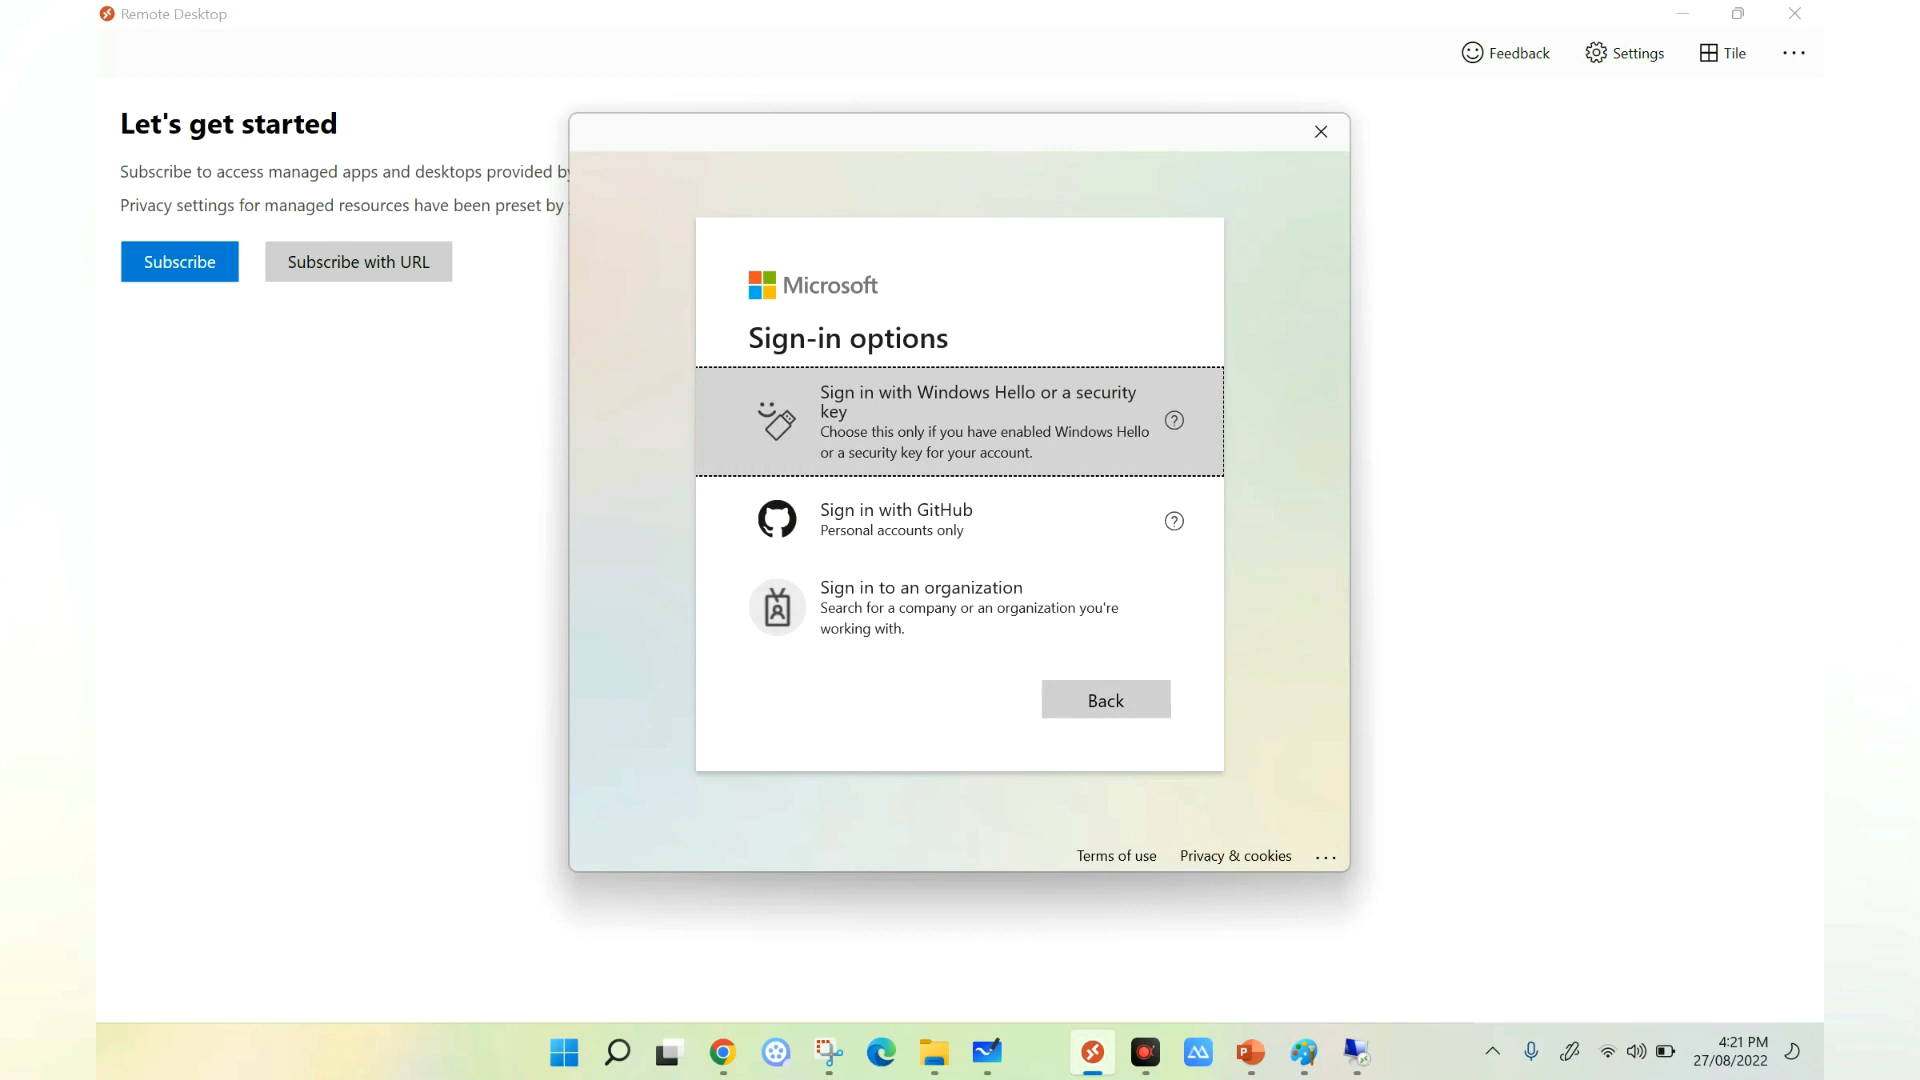 Remote Desktop
Feedback
Settings
Tile
Let's get started
Subscribe to access managed apps and desktops provided by
Privacy settings for managed resources have been preset by
Subscribe
Subscribe with URL
Microsoft
Sign-in options
Sign in with Windows Hello or a security
key
Choose this only if you have enabled Windows Hello
or a security key for your account.
Sign in with GitHub
Personal accounts only
Sign in to an organization
Search for a company or an organization you're
working with.
Back
Terms of use
Privacy & cookies
4:21 PM
27/08/2022